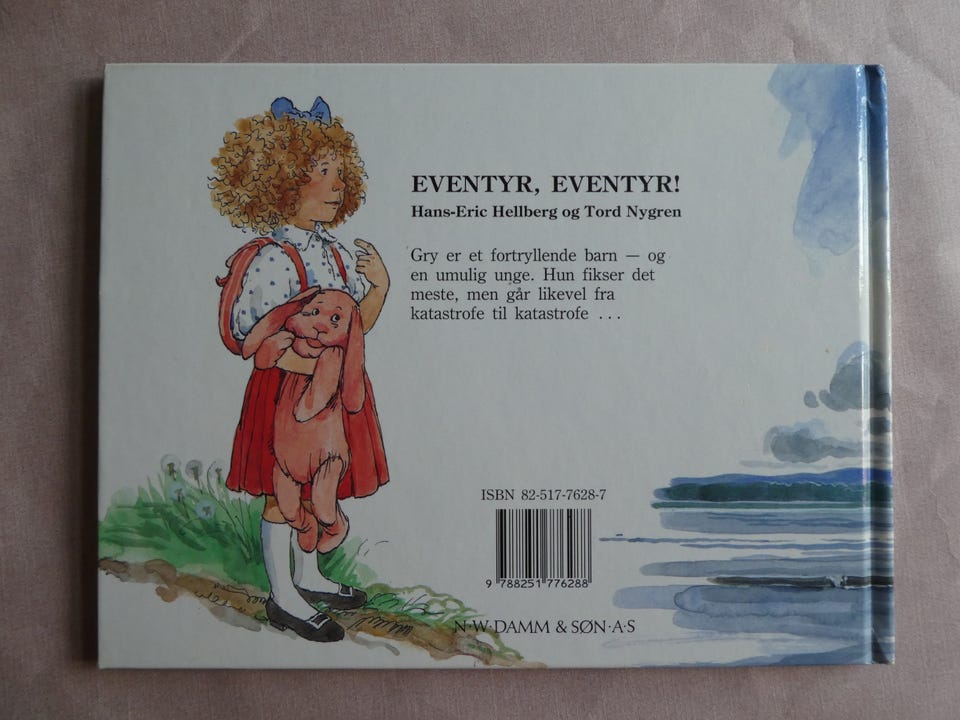 EVENTYR, EVENTYR!
Hans-Eric Hellberg og Tord Nygren
Gry er et fortryllende barn — og
en umulig unge. Hun fikser det
meste, men går likevel fra
katastrofe til katastrofe ...
ISBN 82-517-7628-7
9 788251 776288
N·W·DAMM & SØN·A·S